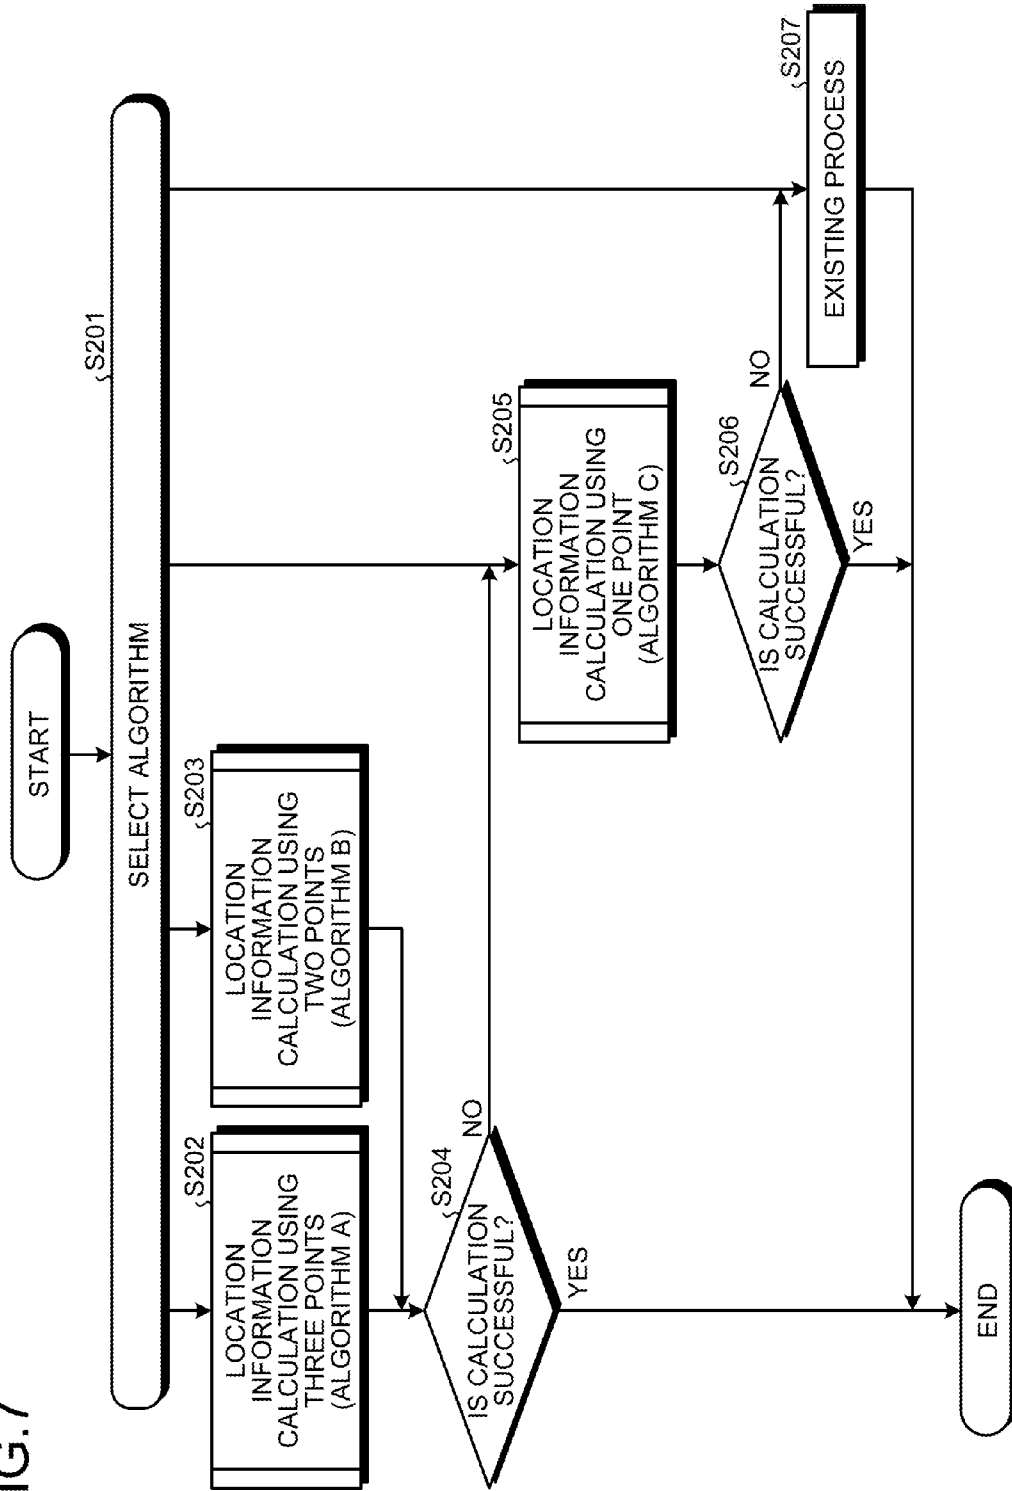 IG.7
START
S201
SELECT ALGORITHM
S202
LOCATION
INFORMATION
CALCULATION USING
THREE POINTS
(ALGORITHM A)
S203
LOCATION
INFORMATION
CALCULATION USING
TWO POINTS
(ALGORITHM B)
S204
IS CALCULATION
SUCCESSFUL?
NO
YES
S205
LOCATION
INFORMATION
CALCULATION USING
ONE POINT
(ALGORITHM C)
S206
IS CALCULATION
SUCCESSFUL?
NO
YES
S207
EXISTING PROCESS
END